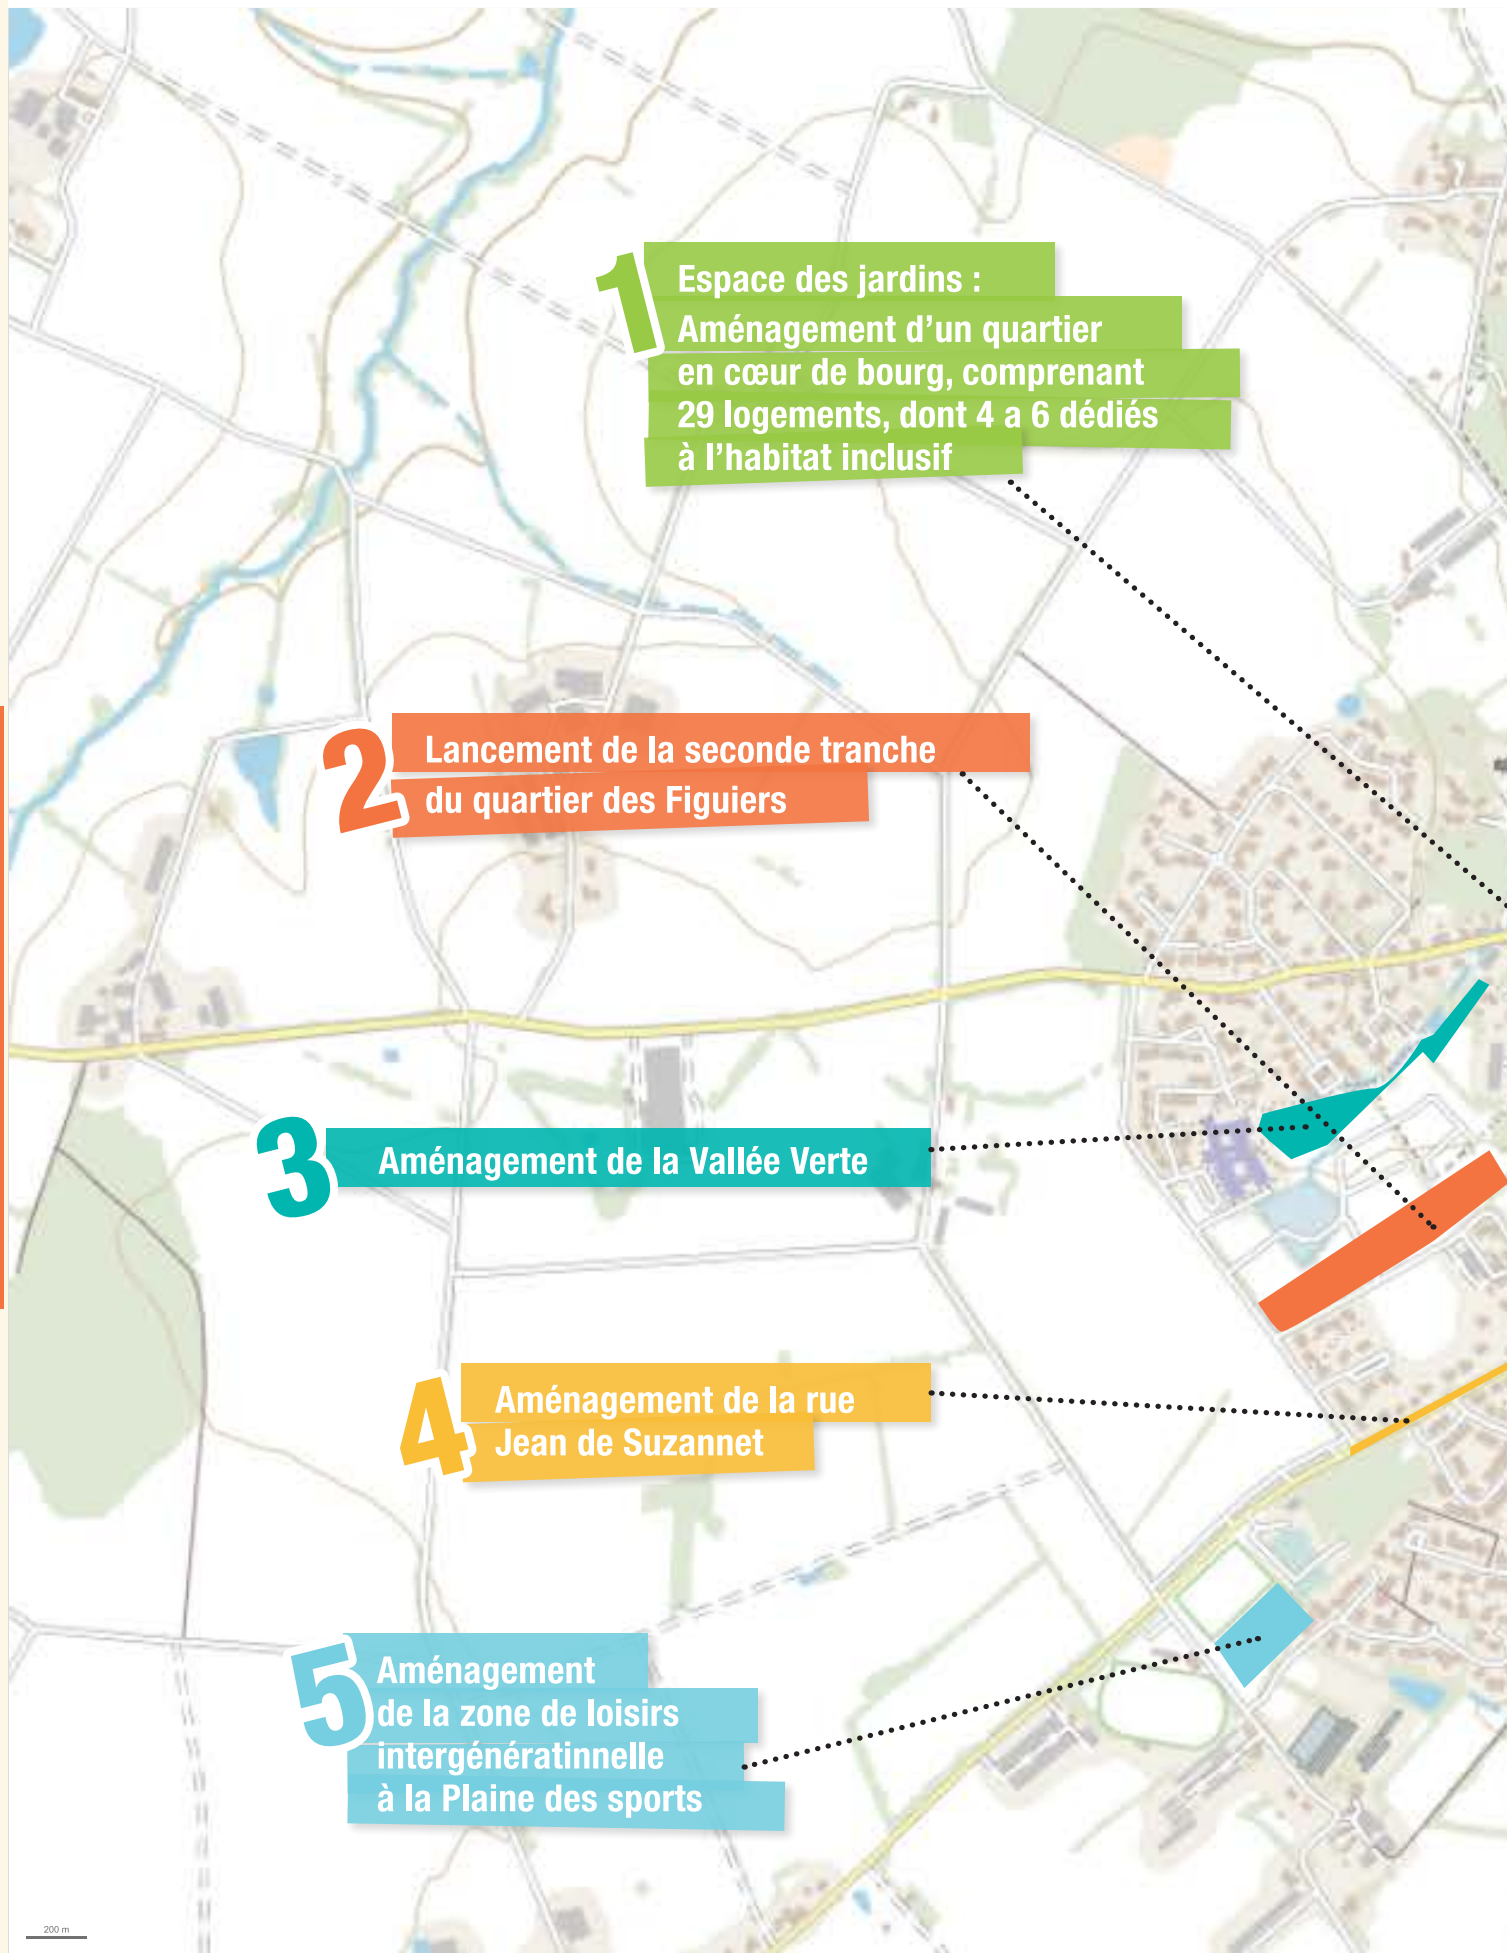 1
Espace des jardins :
Aménagement d'un quartier
en cœur de bourg, comprenant
29 logements, dont 4 a 6 dédiés
à l'habitat inclusif
2
Lancement de la seconde tranche
du quartier des Figuiers
3
Aménagement de la Vallée Verte
4
Aménagement de la rue
Jean de Suzannet
5
Aménagement
de la zone de loisirs
intergénératinnelle
à la Plaine des sports
200 m